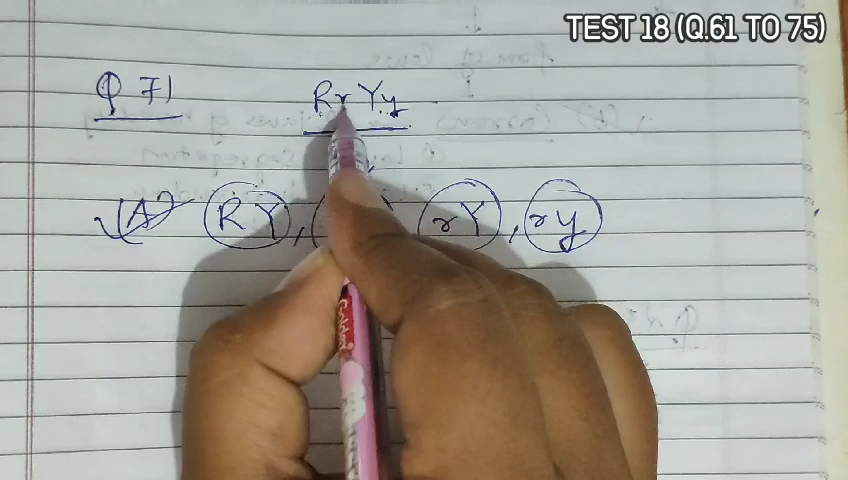 TEST 18 (Q.61 TO 75)
Q 71 RrYy
(A) RY, rY, ry